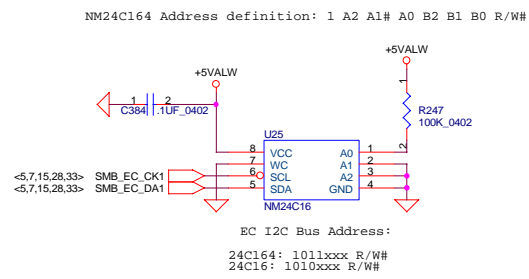 NM24C164 Address definition: 1 A2 A1# A0 B2 B1 B0 R/W#
+5VALW
+5VALW
1 2
C384 .1UF_0402
1
R247
100K_0402
2
U25
8 VCC A0 1
7 WC A1 2
6 SCL A2 3
5 SDA GND 4
NM24C16
<5,7,15,28,33> SMB_EC_CK1
<5,7,15,28,33> SMB_EC_DA1
EC I2C Bus Address:
24C164: 1011xxx R/W#
24C16: 1010xxx R/W#